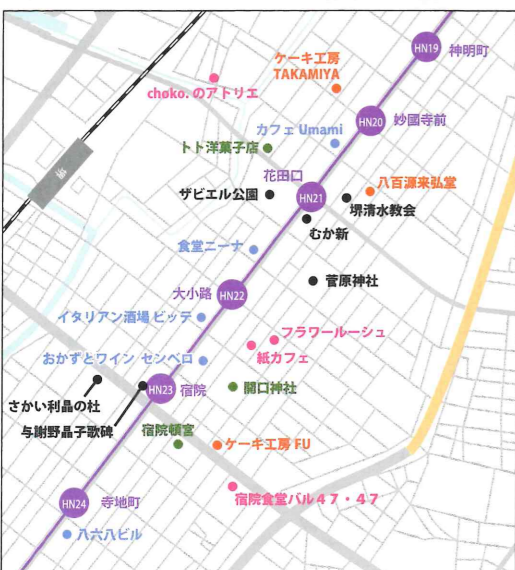 HN19
神明町
ケーキ工房
TAKAMIYA
choko. のアトリエ
HN20
妙國寺前
カフェ Umami
トト洋菓子店
花田口
HN21
八百源来弘堂
ザビエル公園
堺清水教会
むか新
堺
食堂ニーナ
菅原神社
大小路
HN22
イタリアン酒場 ビッテ
フラワールーシュ
紙カフェ
おかずとワイン センベロ
HN23
宿院
開口神社
さかい利晶の杜
与謝野晶子歌碑
宿院頓宮
ケーキ工房 FU
宿院食堂バル４７・４７
HN24
寺地町
八六八ビル